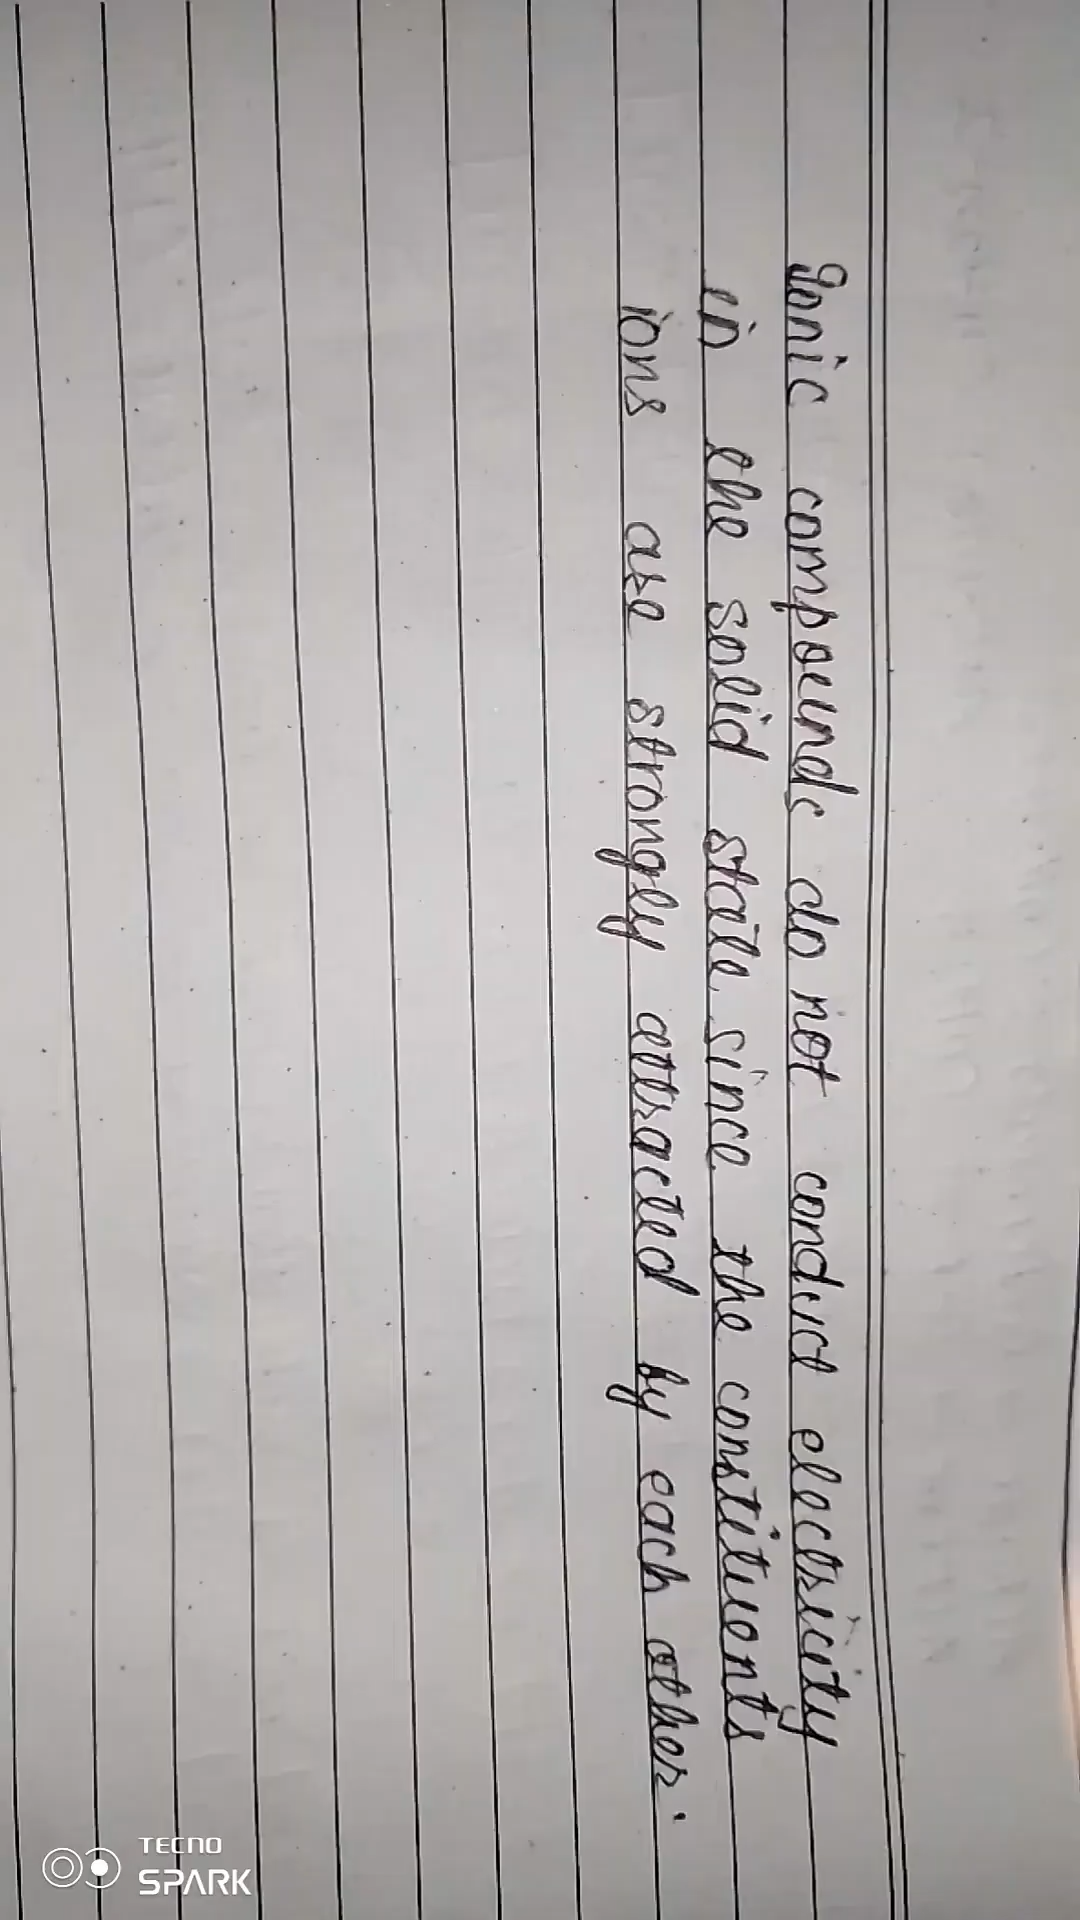 Ionic compounds do not conduct electricity
in the solid state since the constituents
ions are strongly attracted by each other.
TECNO
SPARK